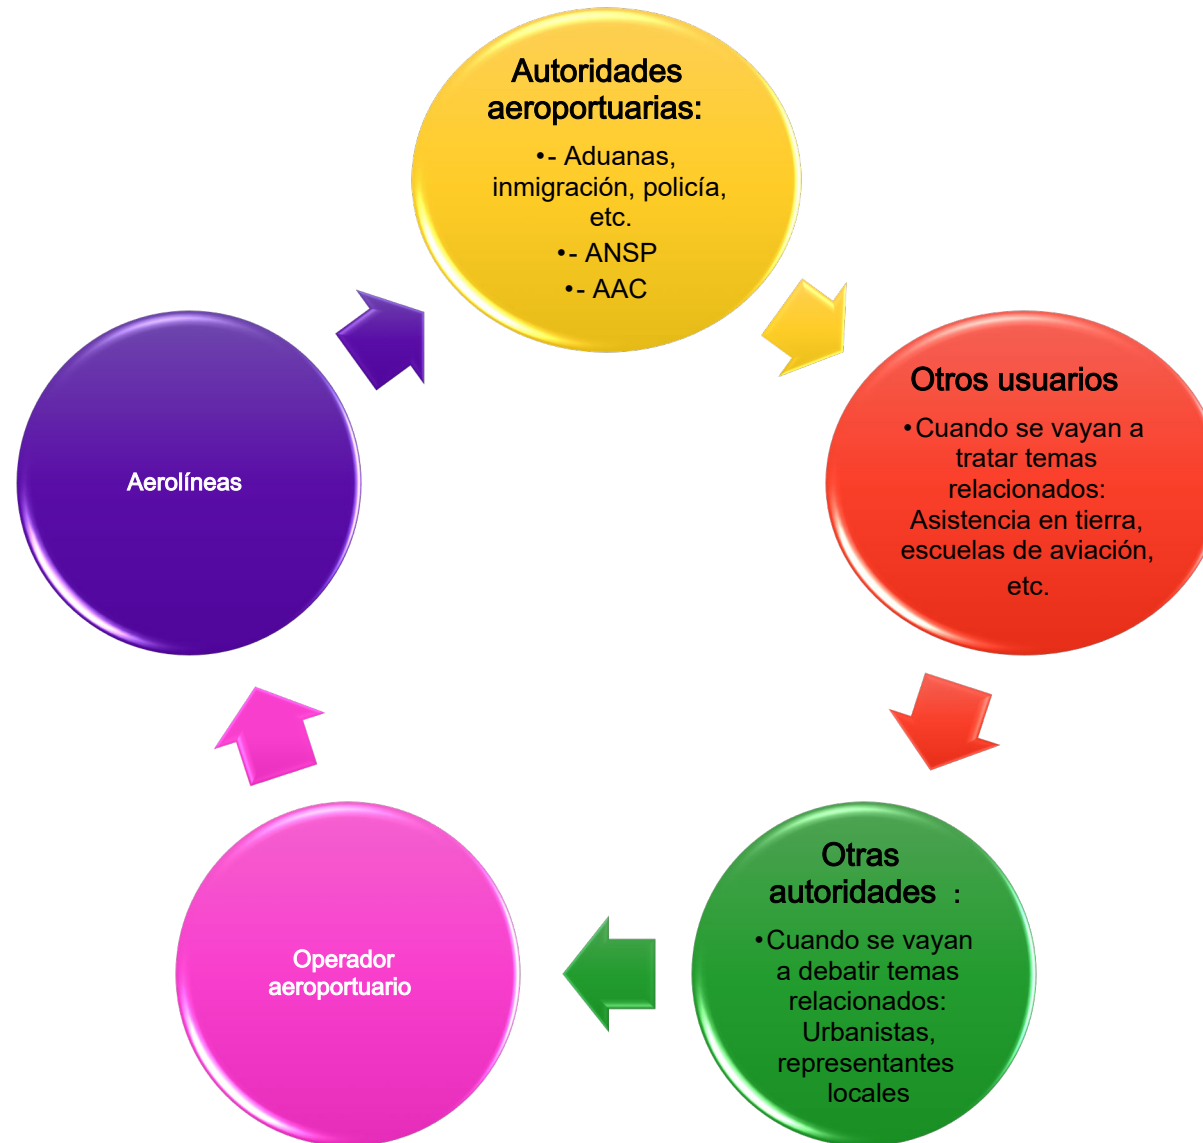 Autoridades
aeroportuarias:
•- Aduanas,
inmigración, policía,
etc.
•- ANSP
•- AAC
Otros usuarios
•Cuando se vayan a
tratar temas
relacionados:
Asistencia en tierra,
escuelas de aviación,
etc.
Otras
autoridades :
•Cuando se vayan
a debatir temas
relacionados:
Urbanistas,
representantes
locales
Operador
aeroportuario
Aerolíneas